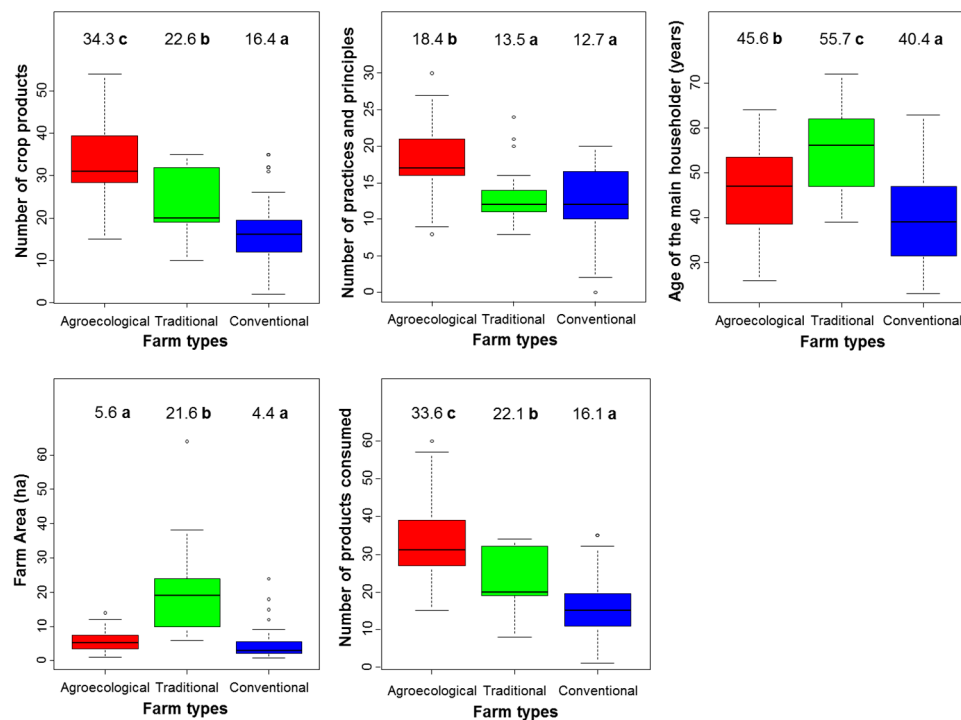 Number of crop products
34.3 c 22.6 b 16.4 a
0 10 20 30 40 50
Agroecological Traditional Conventional
Farm types
Number of practices and principles
18.4 b 13.5 a 12.7 a
0 5 10 15 20 25 30
Agroecological Traditional Conventional
Farm types
Age of the main householder (years)
45.6 b 55.7 c 40.4 a
30 40 50 60 70
Agroecological Traditional Conventional
Farm types
Farm Area (ha)
5.6 a 21.6 b 4.4 a
0 10 20 30 40 50 60
Agroecological Traditional Conventional
Farm types
Number of products consumed
33.6 c 22.1 b 16.1 a
0 10 20 30 40 50 60
Agroecological Traditional Conventional
Farm types